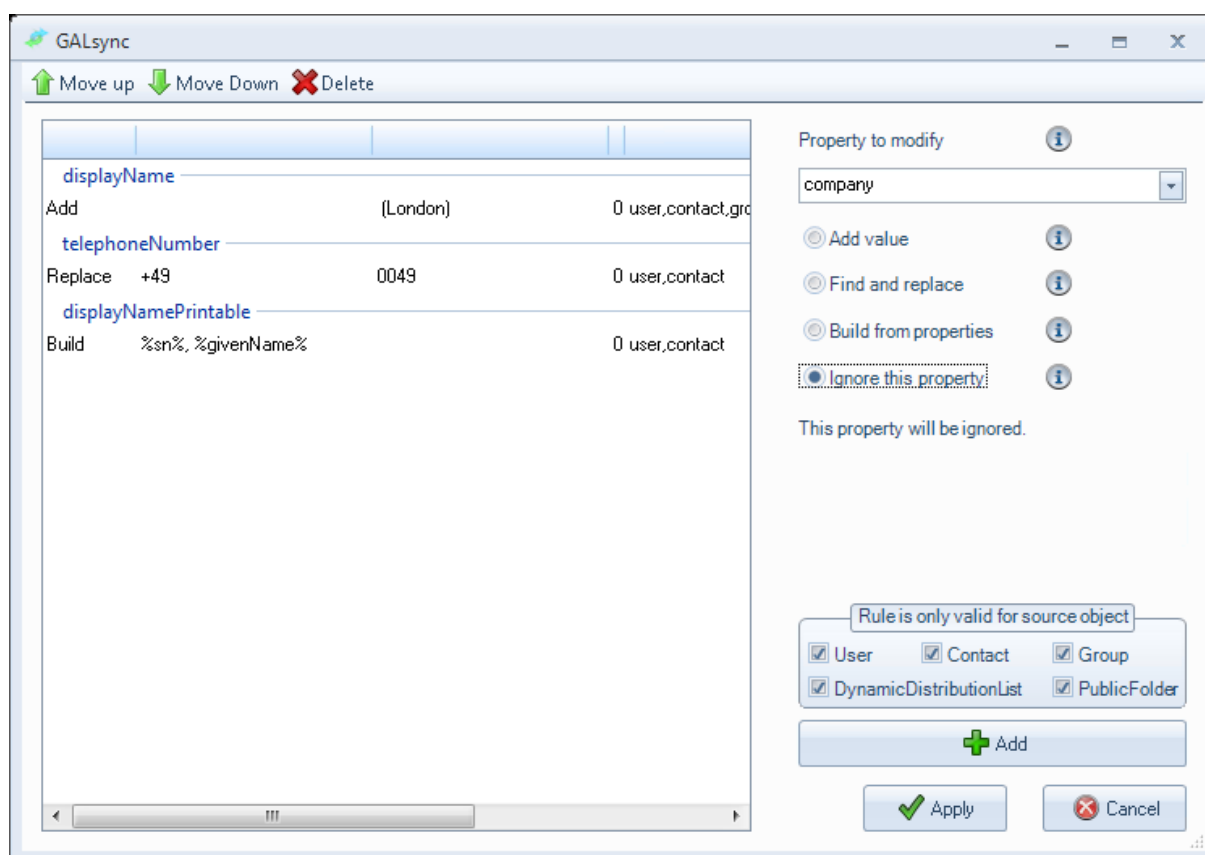 GALsync
Move up Move Down Delete
displayName
Add (London) 0 user,contact,gro
telephoneNumber
Replace +49 0049 0 user,contact
displayNamePrintable
Build %sn%, %givenName% 0 user,contact
Property to modify
company
Add value
Find and replace
Build from properties
Ignore this property
This property will be ignored.
Rule is only valid for source object
User Contact Group
DynamicDistributionList PublicFolder
Add
Apply Cancel